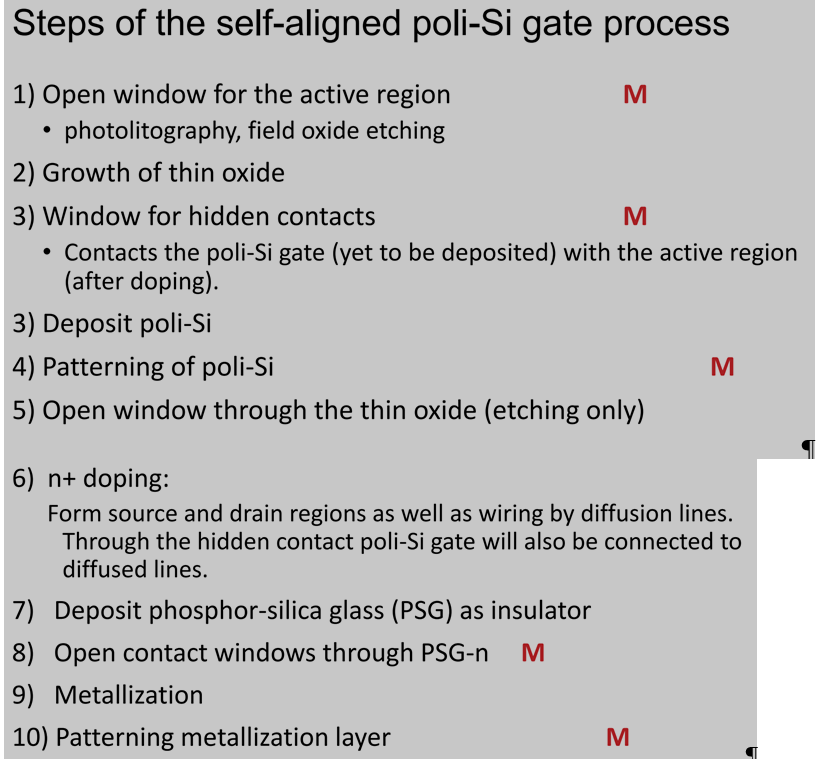 Steps of the self-aligned poli-Si gate process
1) Open window for the active region M
• photolitography, field oxide etching
2) Growth of thin oxide
3) Window for hidden contacts M
• Contacts the poli-Si gate (yet to be deposited) with the active region
(after doping).
3) Deposit poli-Si
4) Patterning of poli-Si M
5) Open window through the thin oxide (etching only)
¶
6) n+ doping:
Form source and drain regions as well as wiring by diffusion lines.
Through the hidden contact poli-Si gate will also be connected to
diffused lines.
7) Deposit phosphor-silica glass (PSG) as insulator
8) Open contact windows through PSG-n M
9) Metallization
10) Patterning metallization layer M
¶